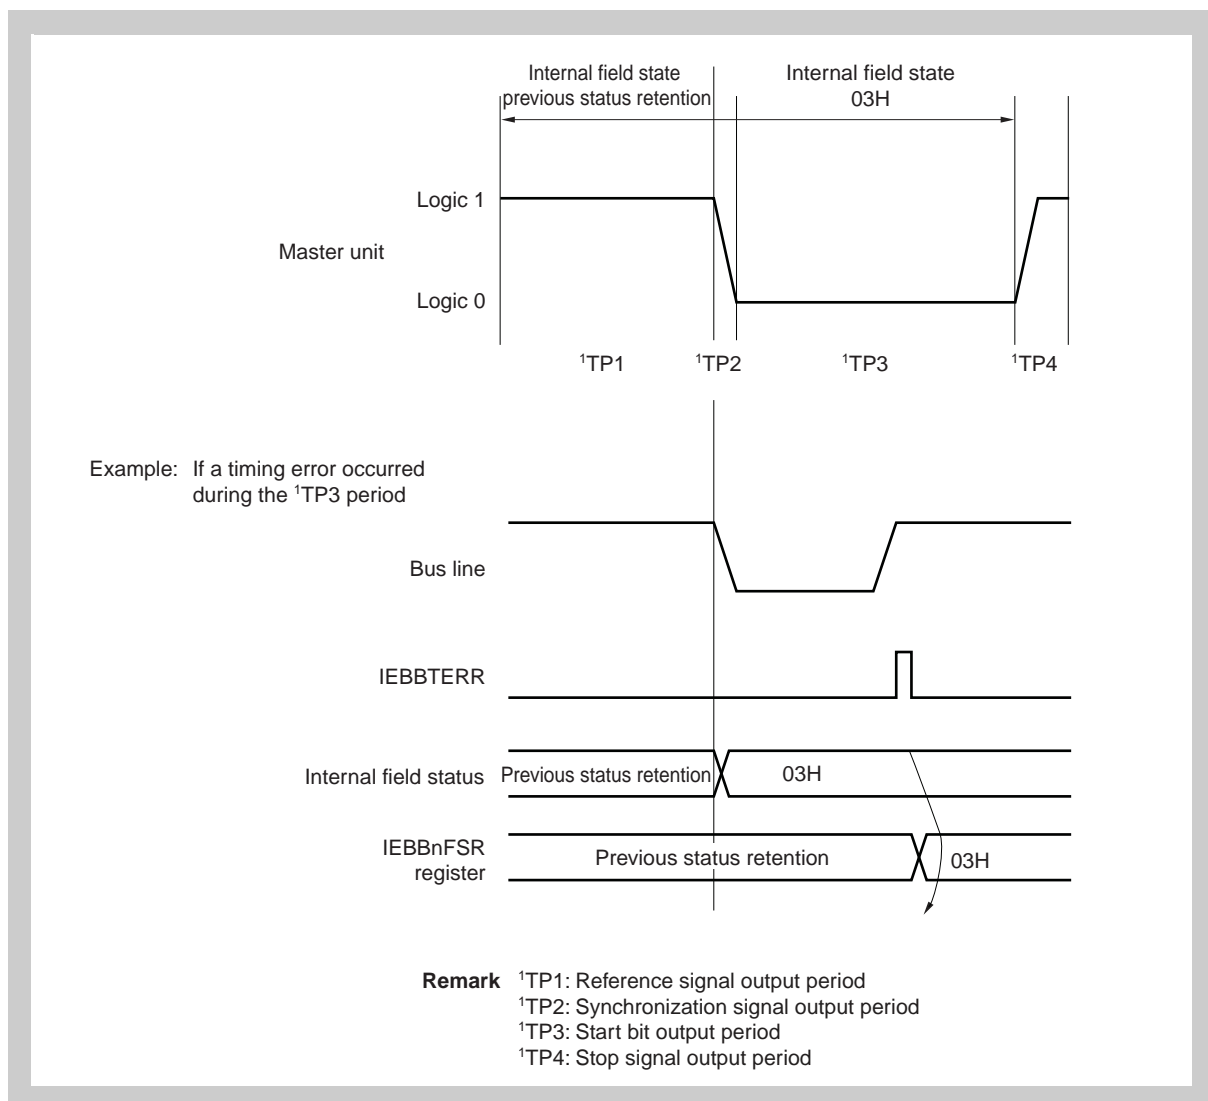 Internal field state
previous status retention
Internal field state
03H
Logic 1
Master unit
Logic 0
¹TP1
¹TP2
¹TP3
¹TP4
Example: If a timing error occurred
during the ¹TP3 period
Bus line
IEBBTERR
Internal field status
Previous status retention
03H
IEBBnFSR
register
Previous status retention
03H
Remark ¹TP1: Reference signal output period
¹TP2: Synchronization signal output period
¹TP3: Start bit output period
¹TP4: Stop signal output period